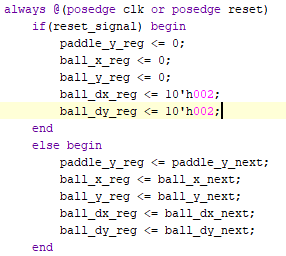 always @(posedge clk or posedge reset)
if(reset_signal) begin
paddle_y_reg <= 0;
ball_x_reg <= 0;
ball_y_reg <= 0;
ball_dx_reg <= 10'h002;
ball_dy_reg <= 10'h002;
end
else begin
paddle_y_reg <= paddle_y_next;
ball_x_reg <= ball_x_next;
ball_y_reg <= ball_y_next;
ball_dx_reg <= ball_dx_next;
ball_dy_reg <= ball_dy_next;
end